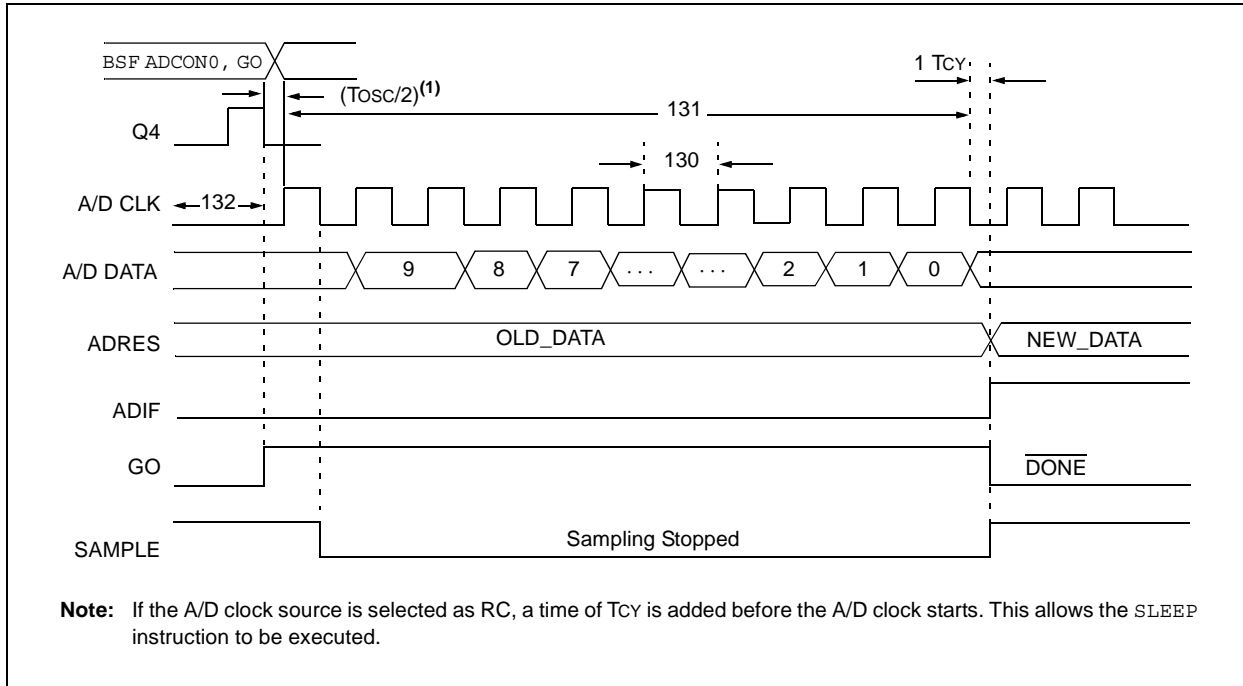 BSF ADCON0, GO
1 TCY
(TOSC/2)(1)
131
Q4
130
A/D CLK
132
A/D DATA
9 8 7 . . . . . . 2 1 0
ADRES
OLD_DATA
NEW_DATA
ADIF
GO
DONE
SAMPLE
Sampling Stopped
Note: If the A/D clock source is selected as RC, a time of TCY is added before the A/D clock starts. This allows the SLEEP
instruction to be executed.